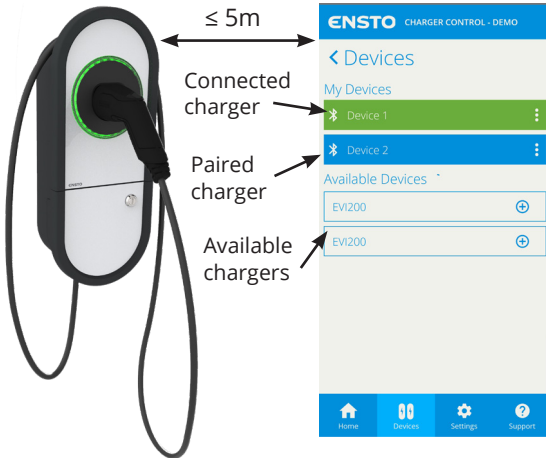 ≤ 5m
ENSTO CHARGER CONTROL - DEMO
< Devices
Connected
charger
My Devices
Device 1
Device 2
Paired
charger
Available Devices
EVI200
EVI200
Available
chargers
ENSTO
Home
Devices
Settings
Support